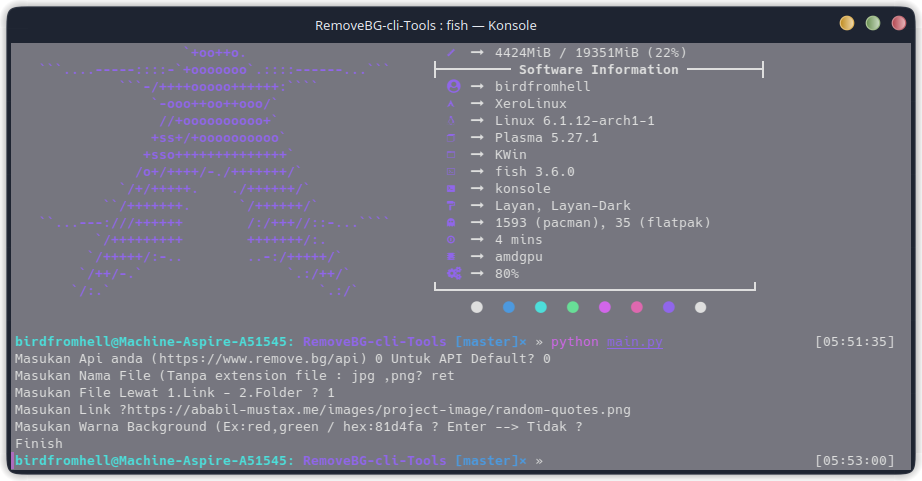 RemoveBG-cli-Tools : fish — Konsole
→ 4424MiB / 19351MiB (22%)
Software Information
→ birdfromhell
→ XeroLinux
→ Linux 6.1.12-arch1-1
→ Plasma 5.27.1
→ KWin
→ fish 3.6.0
→ konsole
→ Layan, Layan-Dark
→ 1593 (pacman), 35 (flatpak)
→ 4 mins
→ amdgpu
→ 80%
birdfromhell@Machine-Aspire-A51545: RemoveBG-cli-Tools [master]× » python main.py [05:51:35]
Masukan Api anda (https://www.remove.bg/api) 0 Untuk API Default? 0
Masukan Nama File (Tanpa extension file : jpg ,png? ret
Masukan File Lewat 1.Link - 2.Folder ? 1
Masukan Link ?https://ababil-mustax.me/images/project-image/random-quotes.png
Masukan Warna Background (Ex:red,green / hex:81d4fa ? Enter --> Tidak ?
Finish
birdfromhell@Machine-Aspire-A51545: RemoveBG-cli-Tools [master]× » [05:53:00]